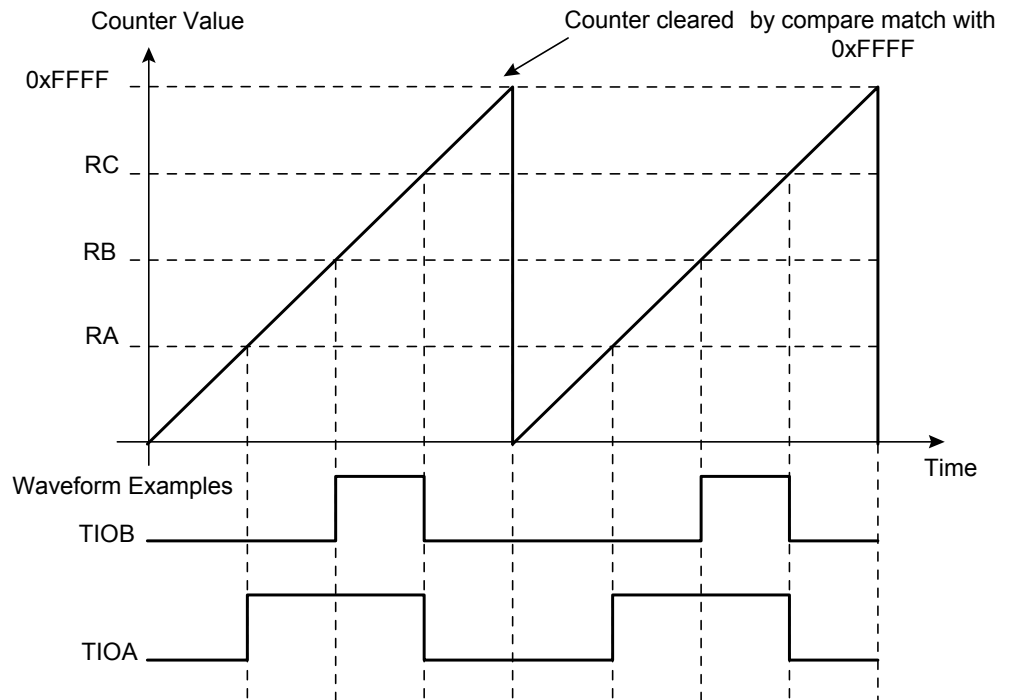 Counter Value
Counter cleared by compare match with
0xFFFF
0xFFFF
RC
RB
RA
Time
Waveform Examples
TIOB
TIOA